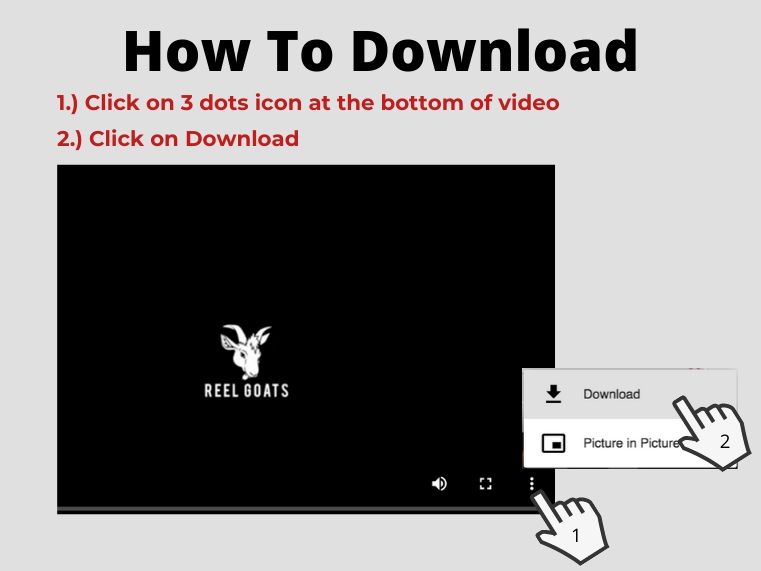 How To Download
1.) Click on 3 dots icon at the bottom of video
2.) Click on Download
REEL GOATS
Download
Picture in Picture
2
1